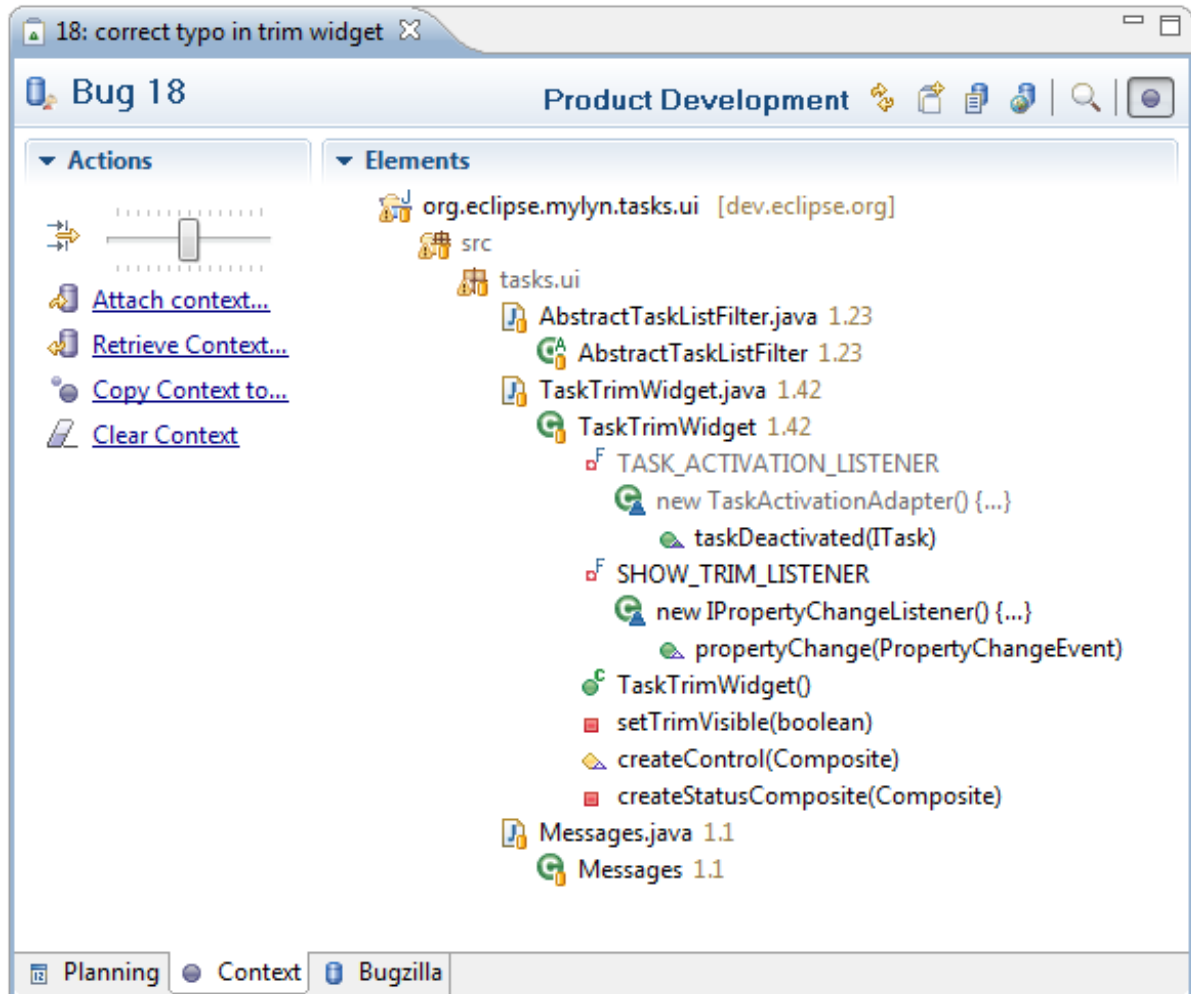 18: correct typo in trim widget
Bug 18
Product Development
Actions
Attach context...
Retrieve Context...
Copy Context to...
Clear Context
Elements
org.eclipse.mylyn.tasks.ui [dev.eclipse.org]
src
tasks.ui
AbstractTaskListFilter.java 1.23
AbstractTaskListFilter 1.23
TaskTrimWidget.java 1.42
TaskTrimWidget 1.42
TASK_ACTIVATION_LISTENER
new TaskActivationAdapter() {...}
taskDeactivated(ITask)
SHOW_TRIM_LISTENER
new IPropertyChangeListener() {...}
propertyChange(PropertyChangeEvent)
TaskTrimWidget()
setTrimVisible(boolean)
createControl(Composite)
createStatusComposite(Composite)
Messages.java 1.1
Messages 1.1
Planning Context Bugzilla